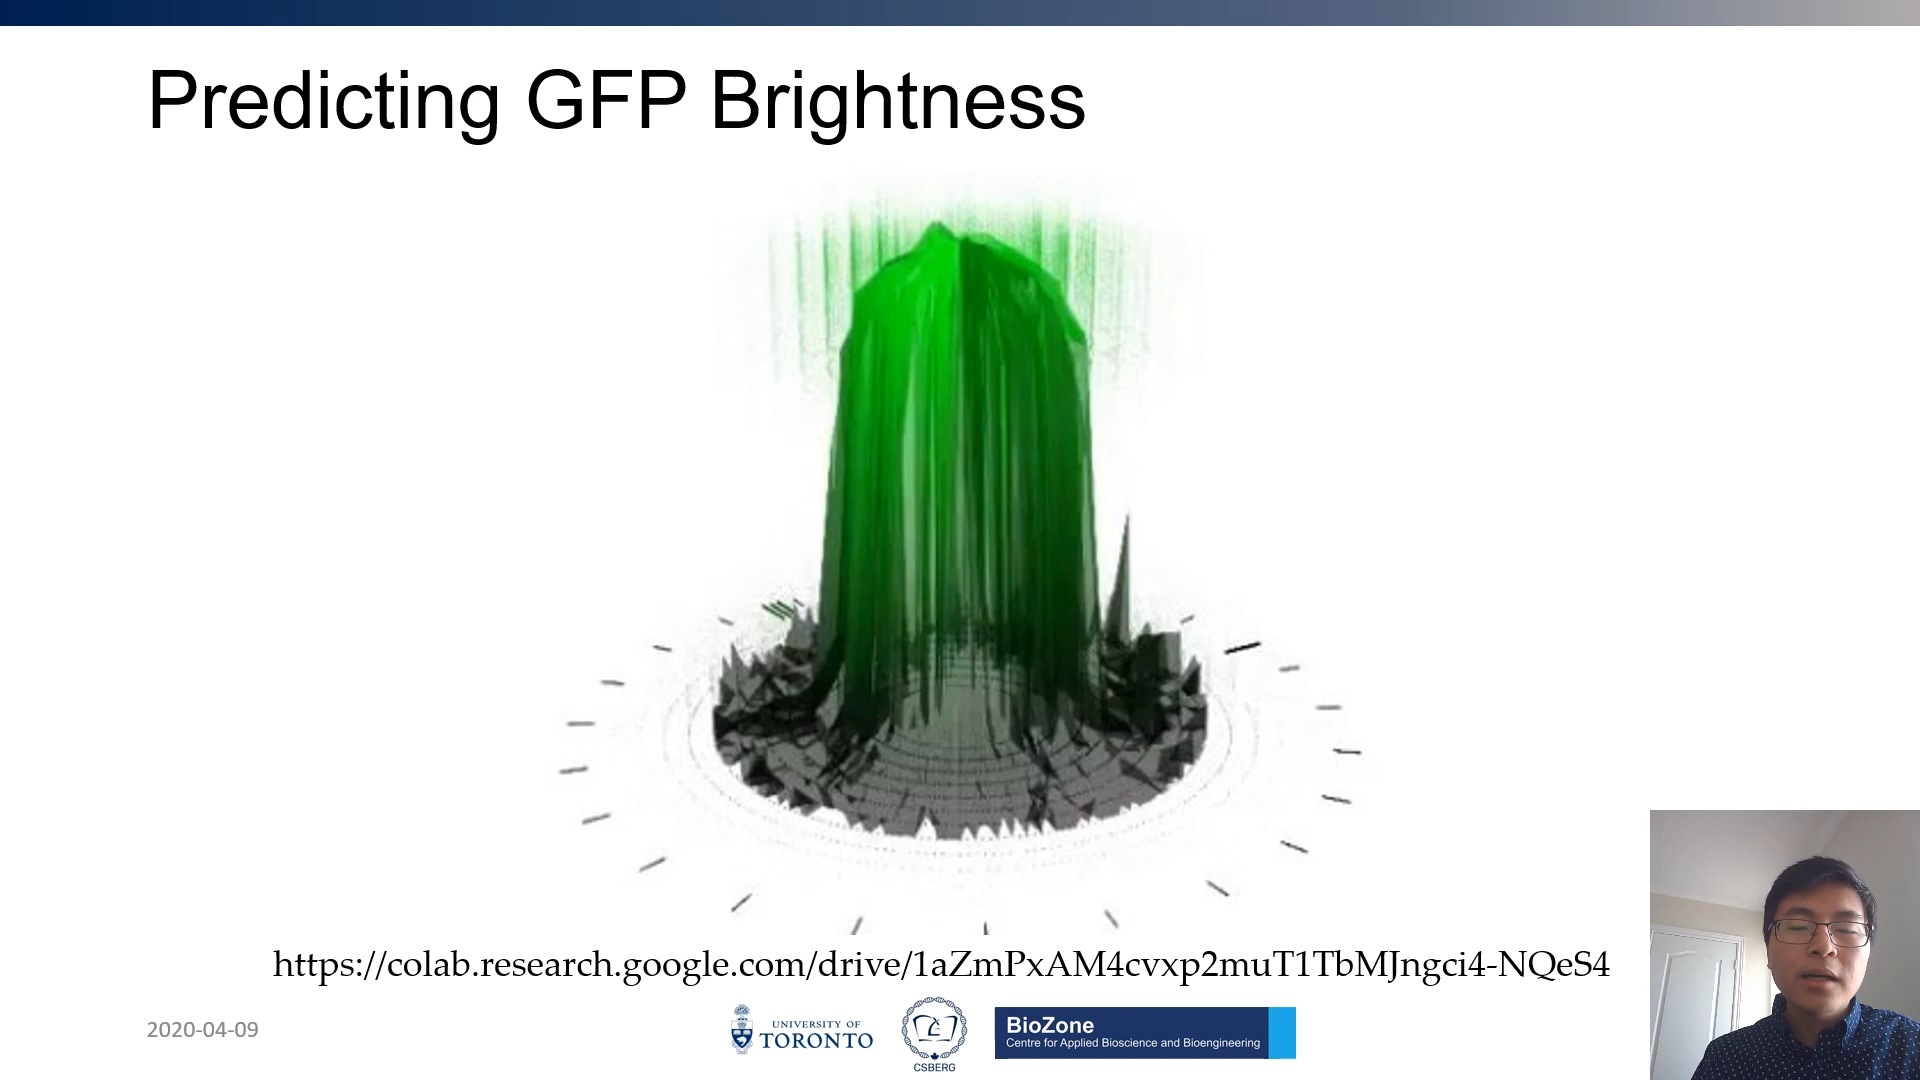 Predicting GFP Brightness
https://colab.research.google.com/drive/1aZmPxAM4cvxp2muT1TbMJngci4-NQeS4
2020-04-09
UNIVERSITY OF
TORONTO
CSBERG
BioZone
Centre for Applied Bioscience and Bioengineering